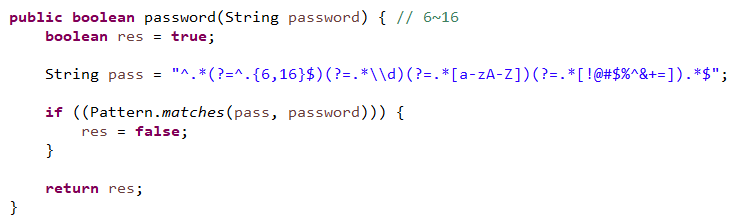 public boolean password(String password) { // 6~16
    boolean res = true;

    String pass = "^.*(?=^.{6,16}$)(?=.*\\d)(?=.*[a-zA-Z])(?=.*[!@#$%^&+=]).*$";

    if ((Pattern.matches(pass, password))) {
        res = false;
    }

    return res;
}